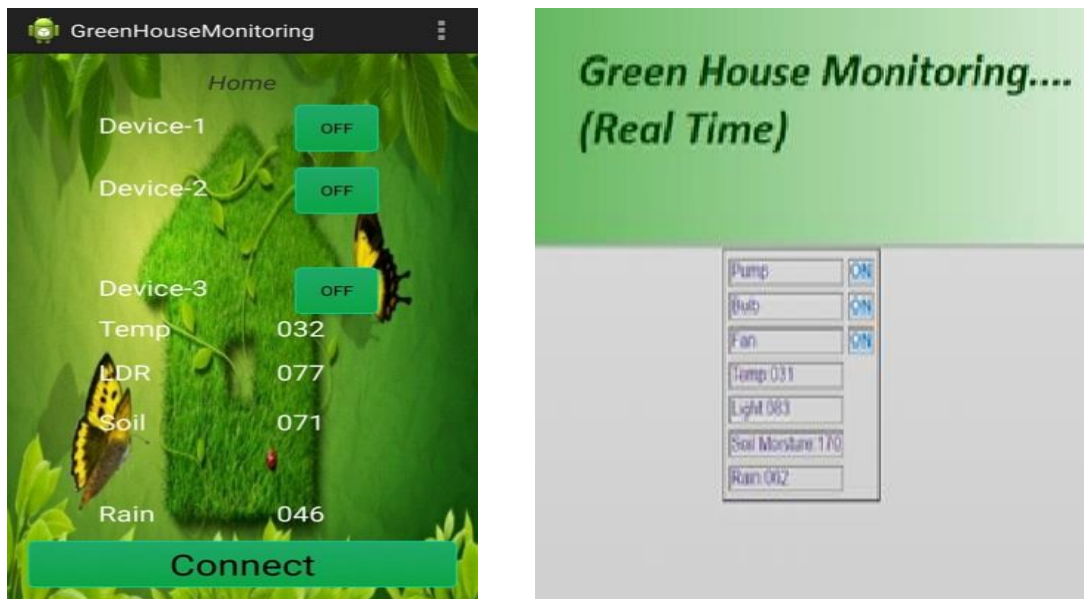 GreenHouseMonitoring
Home
Device-1 OFF
Device-2 OFF
Device-3 OFF
Temp 032
LDR 077
Soil 071
Rain 046
Connect
Green House Monitoring....
(Real Time)
Pump ON
Bulb ON
Fan ON
Temp 031
Light 083
Soil Moisture 170
Rain 002